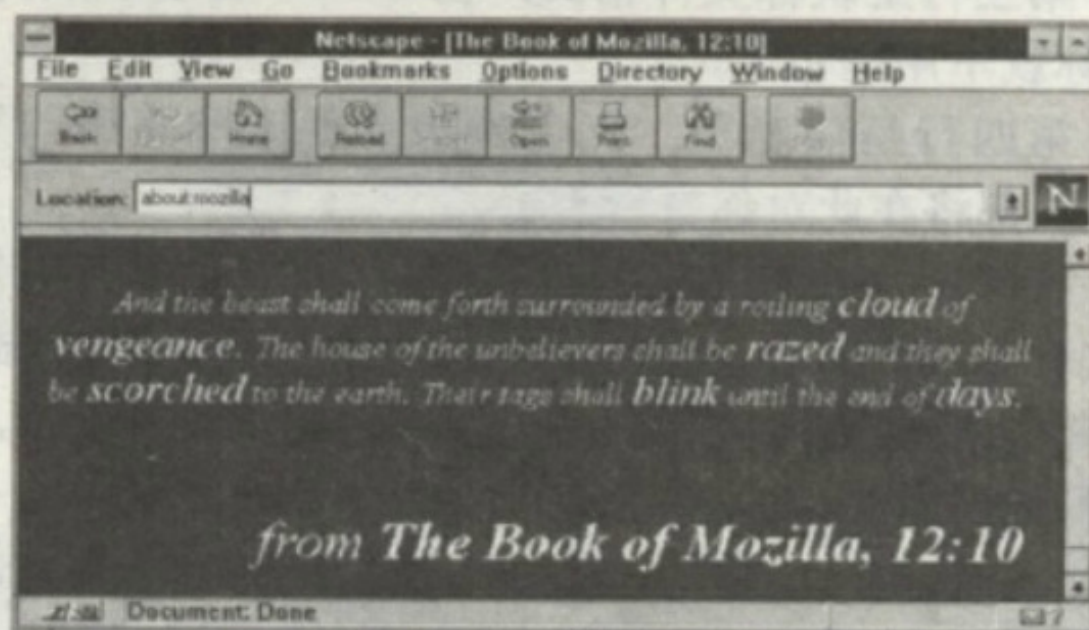 Netscape - [The Book of Mozilla, 12:10]
File Edit View Go Bookmarks Options Directory Window Help
Back Home Reload Open Print Find
Location: about:mozilla
N
And the beast shall come forth surrounded by a roiling cloud of
vengeance. The house of the unbelievers shall be razed and they shall
be scorched to the earth. Their tags shall blink until the end of days.
from The Book of Mozilla, 12:10
Document: Done
?